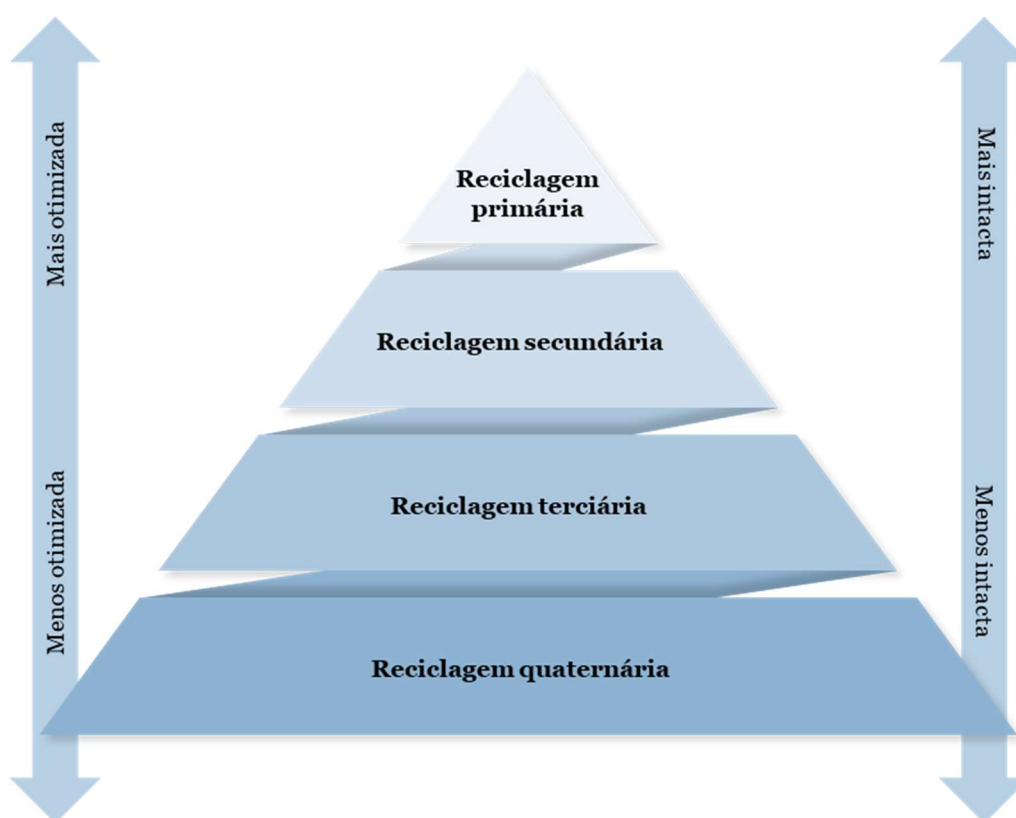 Mais otimizada
Menos otimizada
Reciclagem
primária
Reciclagem secundária
Reciclagem terciária
Reciclagem quaternária
Mais intacta
Menos intacta